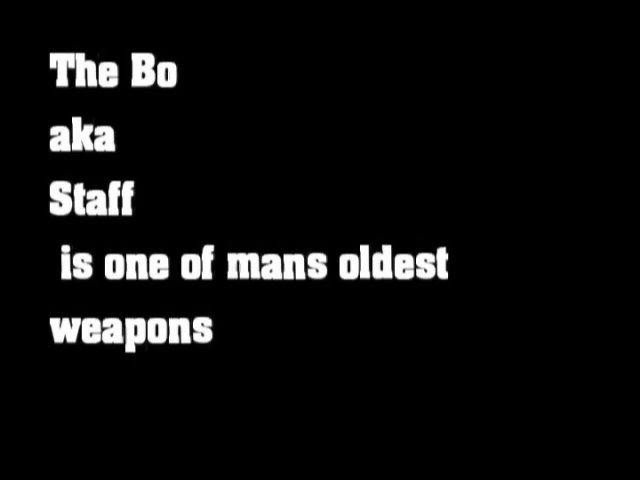 The Bo
aka
Staff
is one of mans oldest
weapons